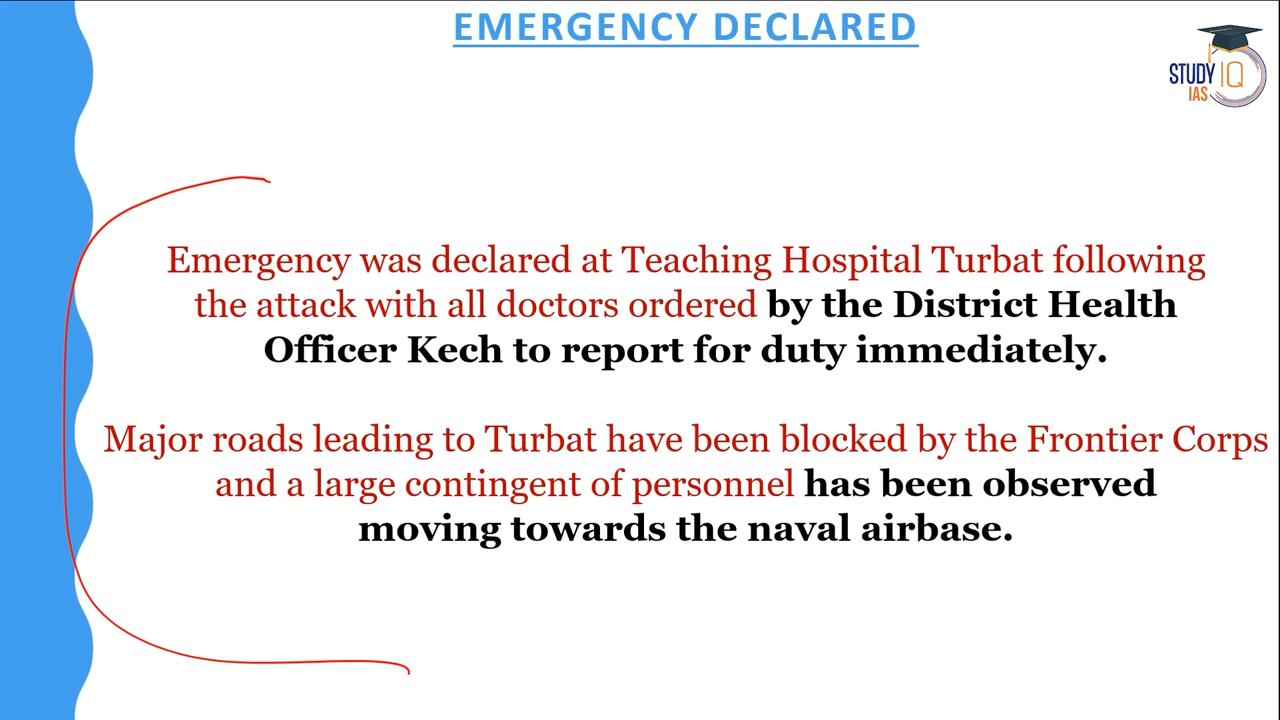 EMERGENCY DECLARED
STUDY IQ
IAS
Emergency was declared at Teaching Hospital Turbat following
the attack with all doctors ordered by the District Health
Officer Kech to report for duty immediately.
Major roads leading to Turbat have been blocked by the Frontier Corps
and a large contingent of personnel has been observed
moving towards the naval airbase.